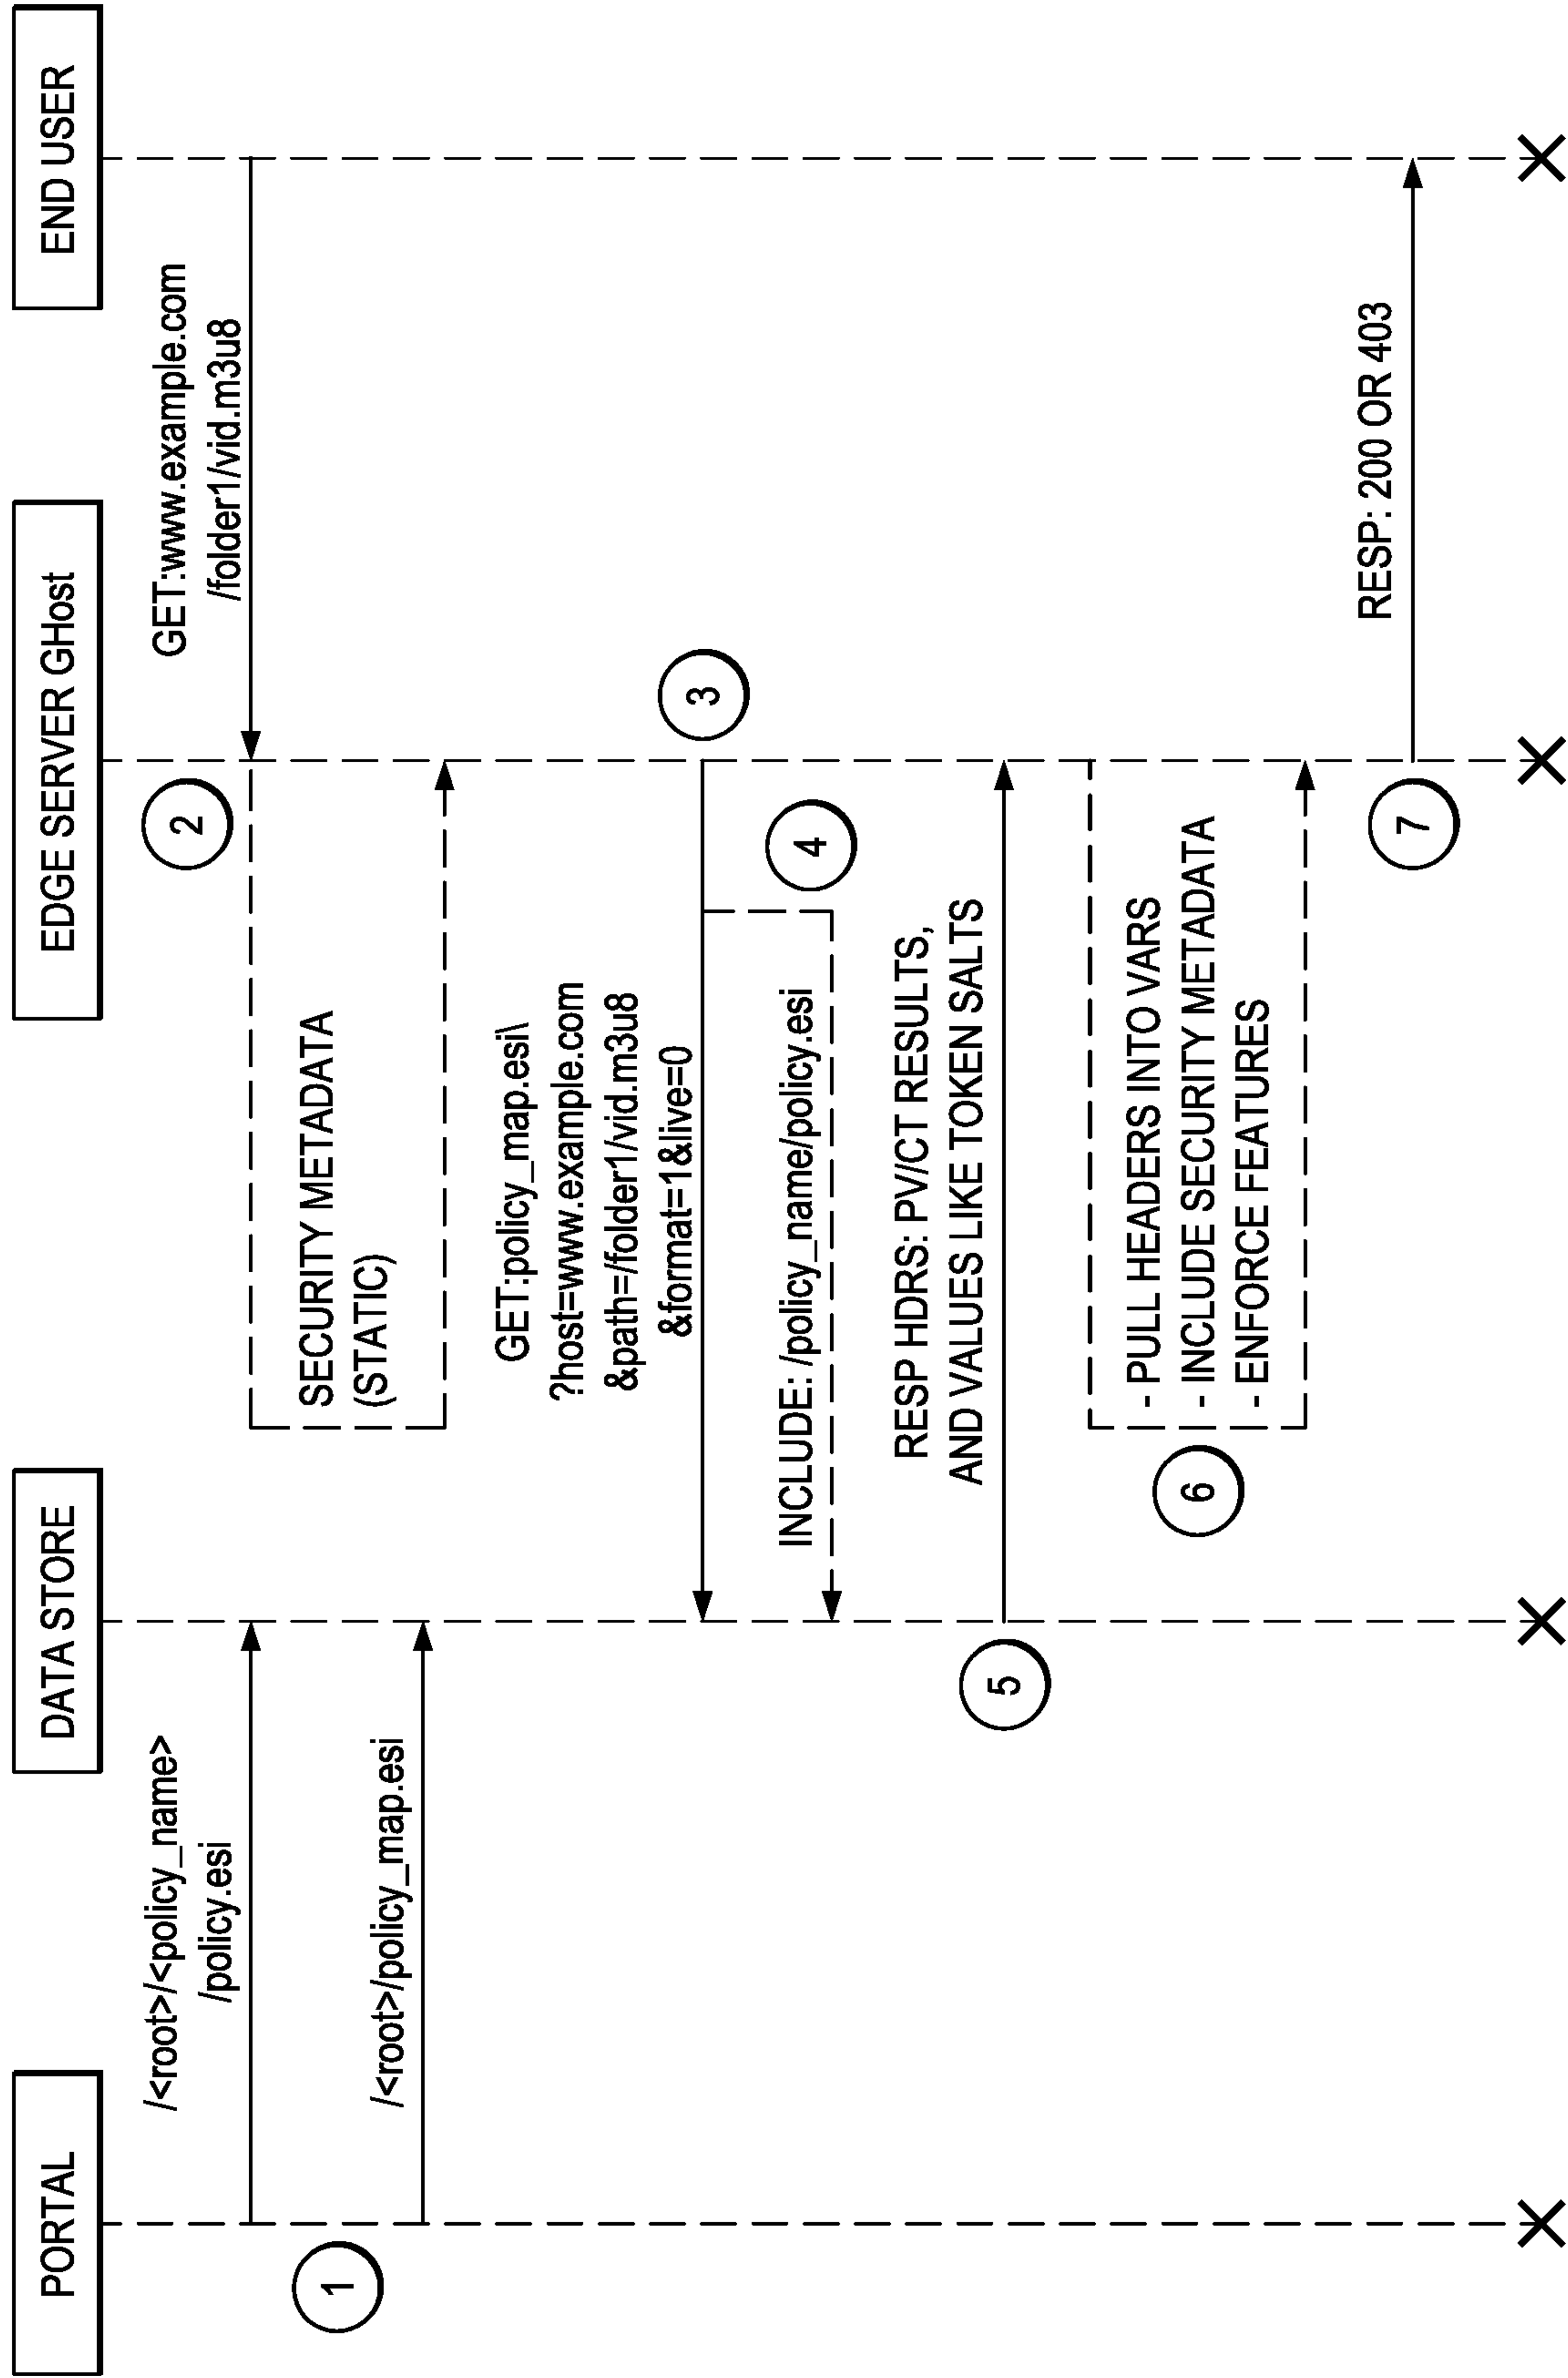 PORTAL
DATA STORE
EDGE SERVER GHost
END USER
/<root>/<policy_name>
/policy.esi
1
/<root>/policy_map.esi
2
GET:www.example.com
/folder1/vid.m3u8
SECURITY METADATA
(STATIC)
GET:policy_map.esi\
?host=www.example.com
&path=/folder1/vid.m3u8
&format=1&live=0
3
4
INCLUDE: /policy_name/policy.esi
RESP HDRS: PV/CT RESULTS,
AND VALUES LIKE TOKEN SALTS
5
- PULL HEADERS INTO VARS
- INCLUDE SECURITY METADATA
- ENFORCE FEATURES
6
RESP: 200 OR 403
7